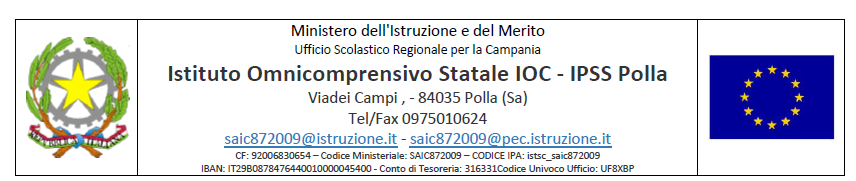 Ministero dell'Istruzione e del Merito
Ufficio Scolastico Regionale per la Campania
Istituto Omnicomprensivo Statale IOC - IPSS Polla
Viadei Campi , - 84035 Polla (Sa)
Tel/Fax 0975010624
saic872009@istruzione.it - saic872009@pec.istruzione.it
CF: 92006830654 – Codice Ministeriale: SAIC872009 – CODICE IPA: istsc_saic872009
IBAN: IT29B0878476440010000045400 - Conto di Tesoreria: 316331Codice Univoco Ufficio: UF8XBP
REPVBBLICA ITALIANA